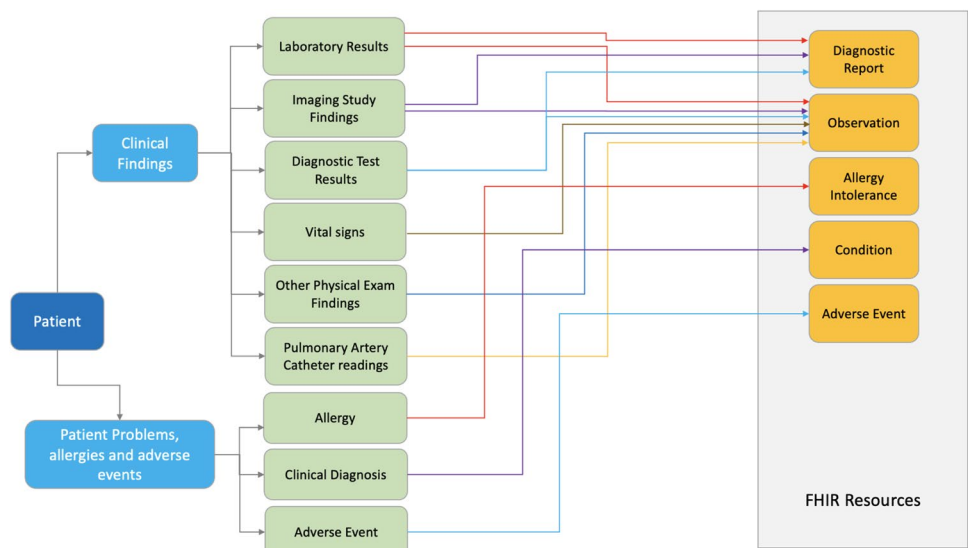 Patient
Clinical
Findings
Patient Problems,
allergies and adverse
events
Laboratory Results
Imaging Study
Findings
Diagnostic Test
Results
Vital signs
Other Physical Exam
Findings
Pulmonary Artery
Catheter readings
Allergy
Clinical Diagnosis
Adverse Event
Diagnostic
Report
Observation
Allergy
Intolerance
Condition
Adverse Event
FHIR Resources